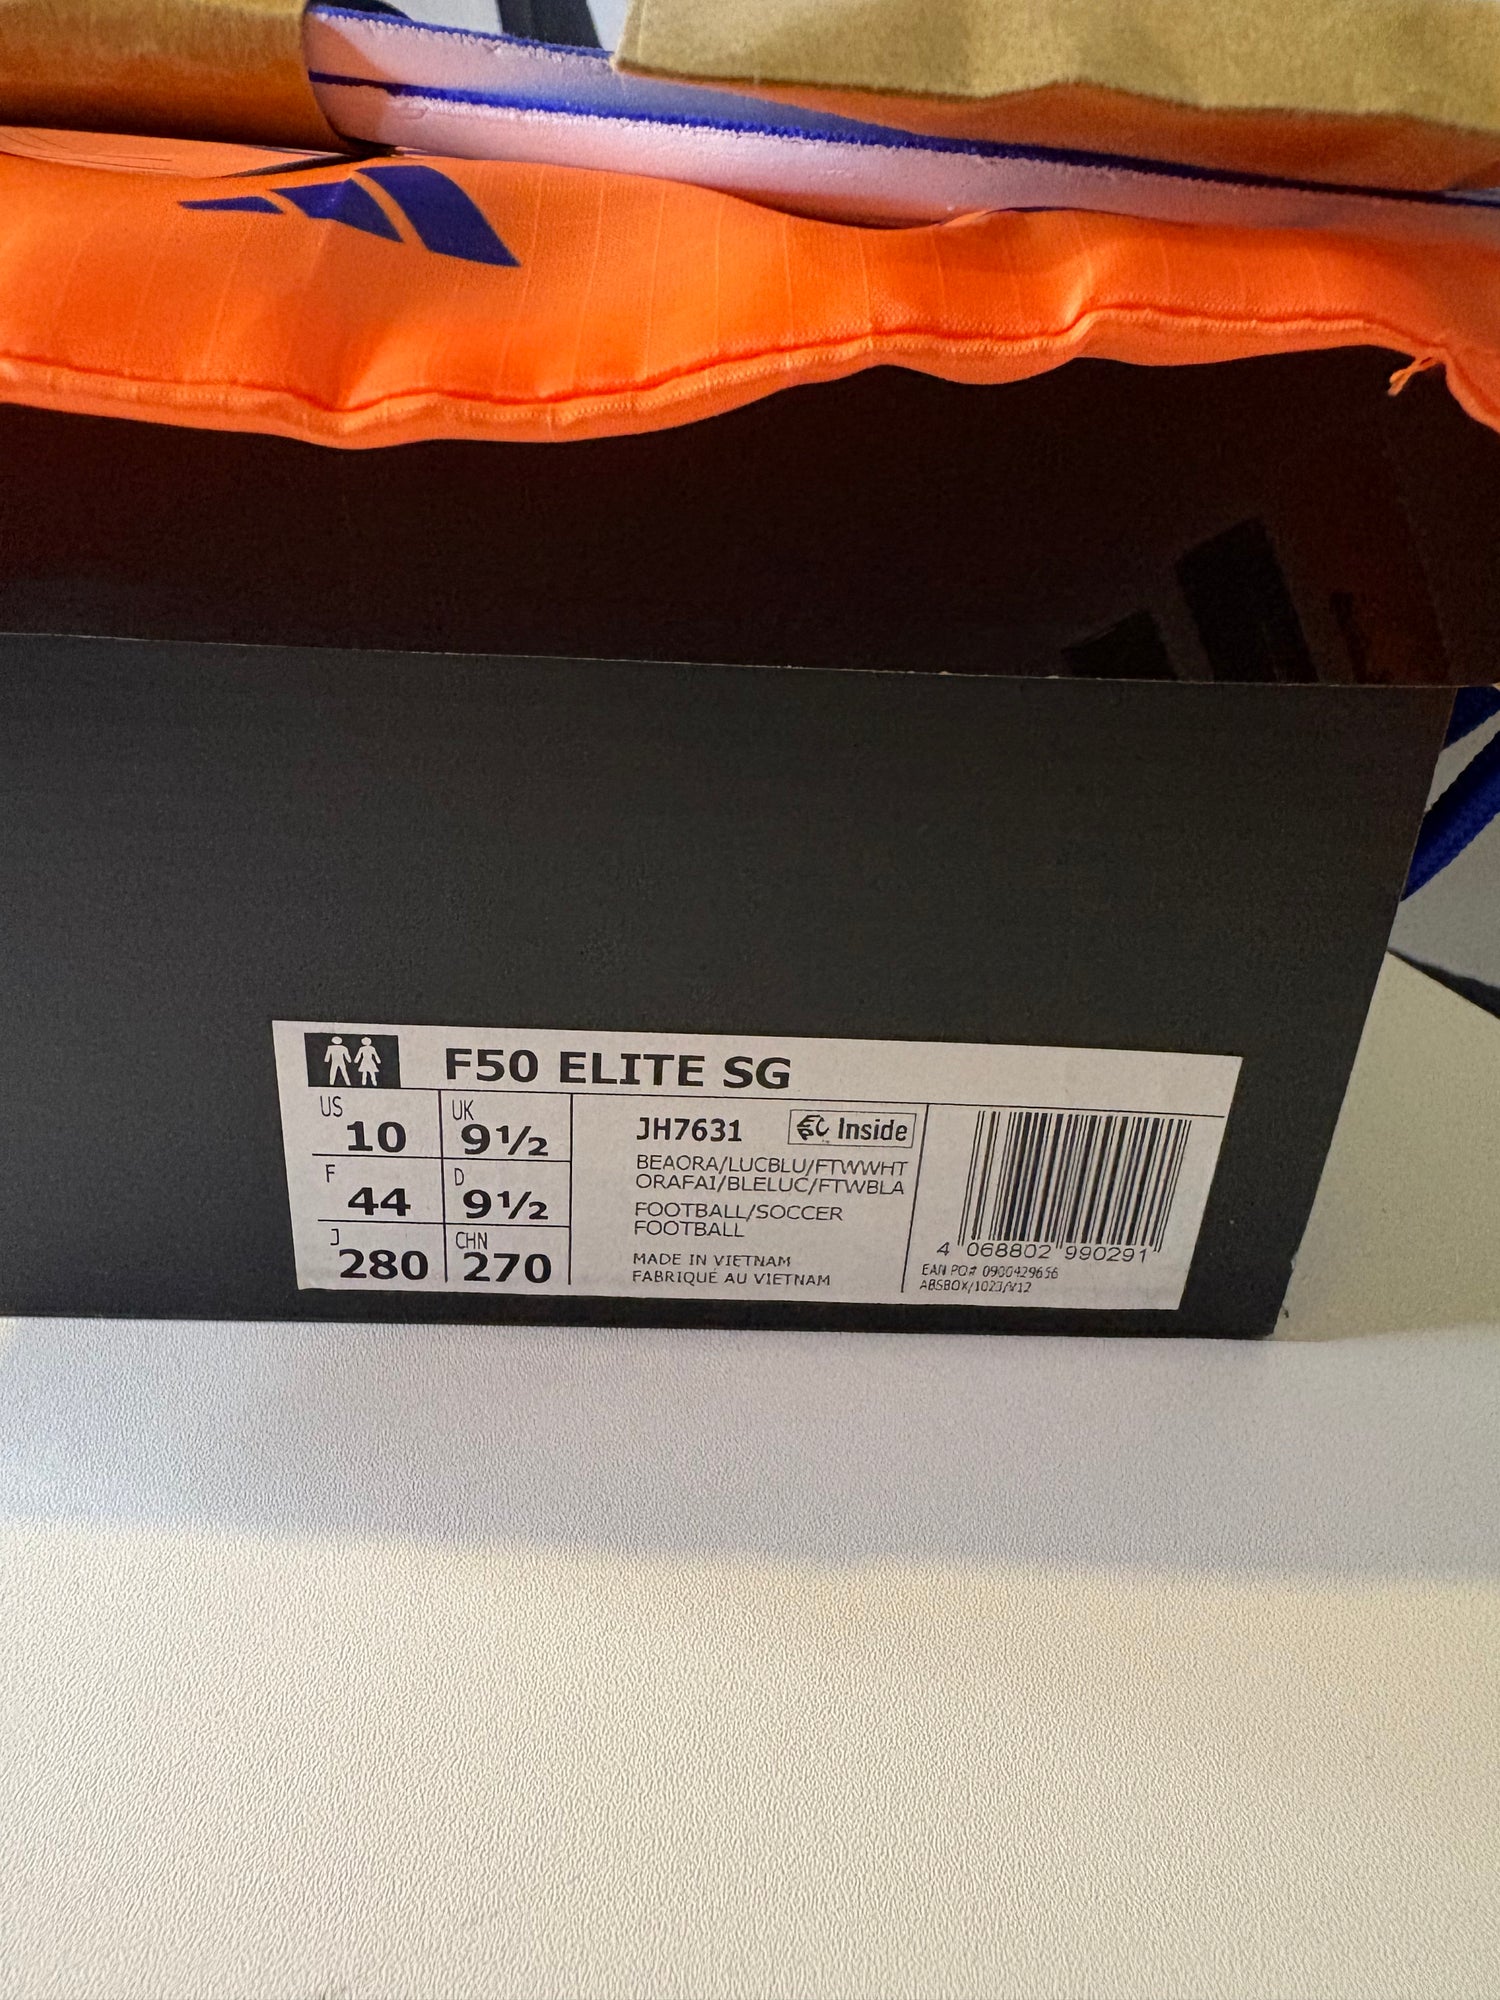 F50 ELITE SG
US 10 UK 9½
F 44 D 9½
J 280 CHN 270
JH7631 Inside
BEAORA/LUCBLU/FTWWHT
ORAFAI/BLELUC/FTWBLA
FOOTBALL/SOCCER
FOOTBALL
MADE IN VIETNAM
FABRIQUÉ AU VIETNAM
4 068802 990291
EAN PO# 0900429656
ABSBOX/1023/V12